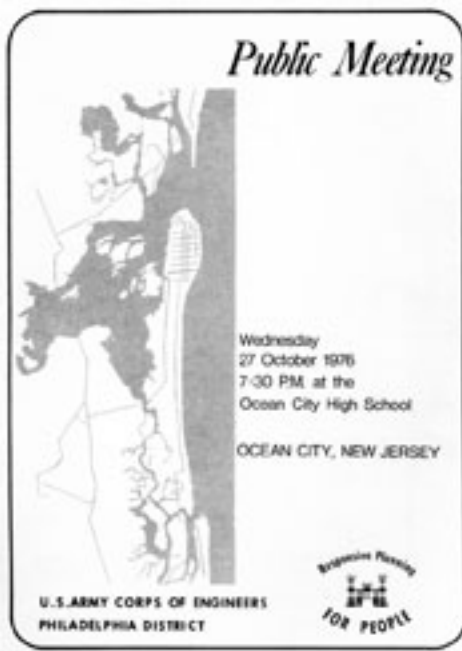 Public Meeting
Wednesday
27 October 1976
7:30 P.M. at the
Ocean City High School
OCEAN CITY, NEW JERSEY
U.S. ARMY CORPS OF ENGINEERS
PHILADELPHIA DISTRICT
Responsive Planning
FOR PEOPLE